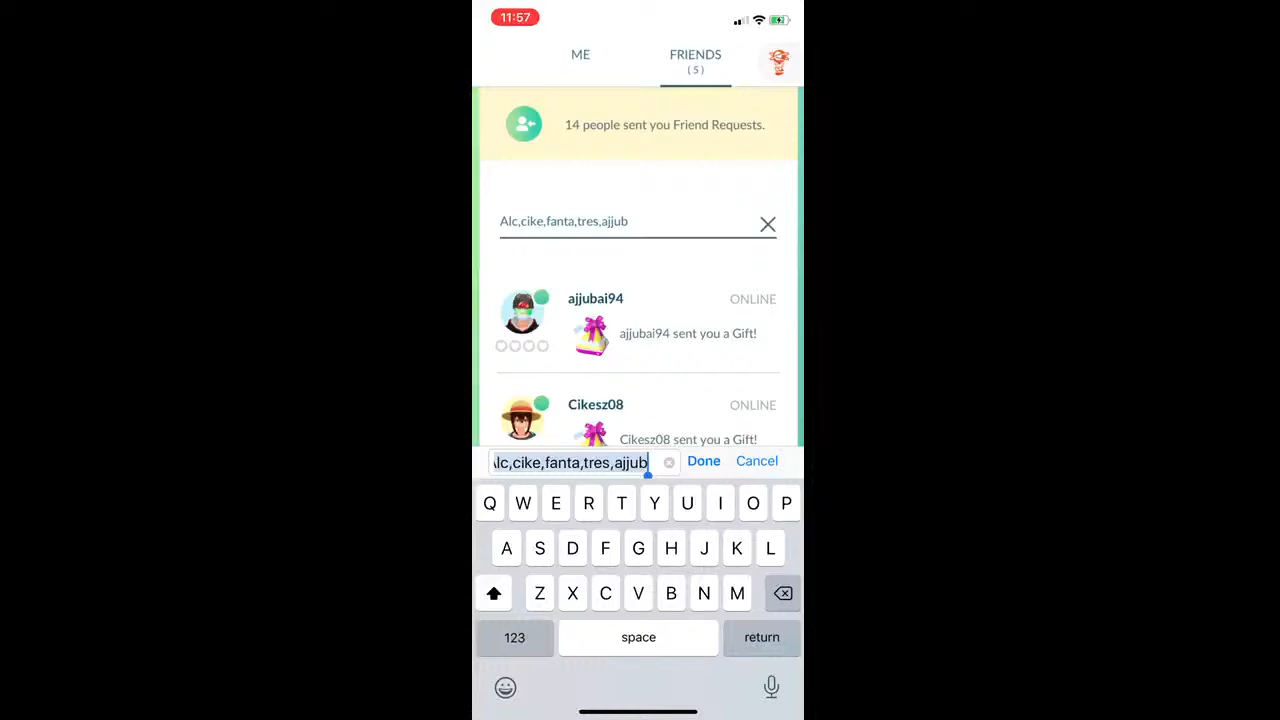 11:57
ME
FRIENDS
(5)
14 people sent you Friend Requests.
Alc,cike,fanta,tres,ajjub
ajjubai94
ONLINE
ajjubai94 sent you a Gift!
Cikesz08
ONLINE
Cikesz08 sent you a Gift!
Alc,cike,fanta,tres,ajjub
Done
Cancel
Q W E R T Y U I O P
A S D F G H J K L
Z X C V B N M
123
space
return